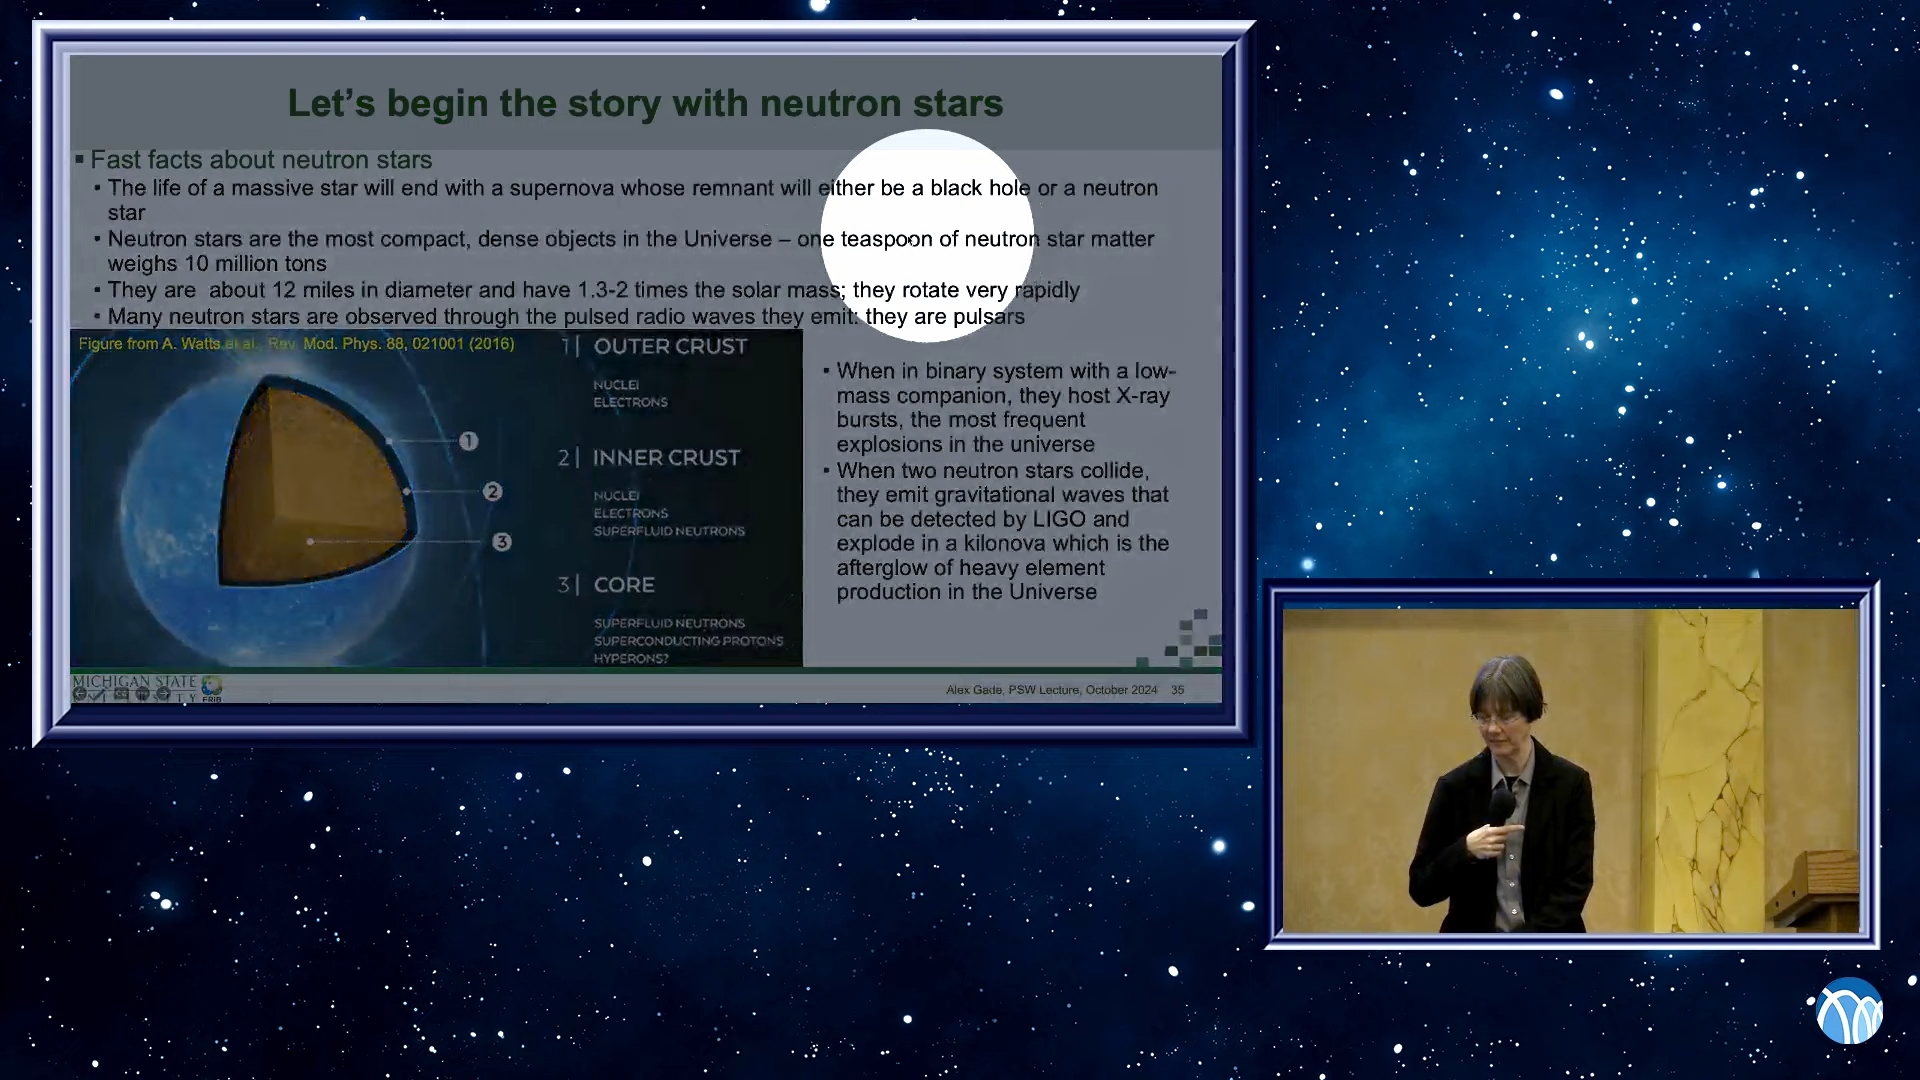 Let's begin the story with neutron stars
▪ Fast facts about neutron stars
• The life of a massive star will end with a supernova whose remnant will either be a black hole or a neutron
star
• Neutron stars are the most compact, dense objects in the Universe – one teaspoon of neutron star matter
weighs 10 million tons
• They are about 12 miles in diameter and have 1.3-2 times the solar mass; they rotate very rapidly
• Many neutron stars are observed through the pulsed radio waves they emit: they are pulsars
Figure from A. Watts et al., Rev. Mod. Phys. 88, 021001 (2016)
1| OUTER CRUST
NUCLEI
ELECTRONS
2| INNER CRUST
NUCLEI
ELECTRONS
SUPERFLUID NEUTRONS
3| CORE
SUPERFLUID NEUTRONS
SUPERCONDUCTING PROTONS
HYPERONS?
1
2
3
• When in binary system with a low-
mass companion, they host X-ray
bursts, the most frequent
explosions in the universe
• When two neutron stars collide,
they emit gravitational waves that
can be detected by LIGO and
explode in a kilonova which is the
afterglow of heavy element
production in the Universe
MICHIGAN STATE
FRIB
Alex Gade, PSW Lecture, October 2024 35